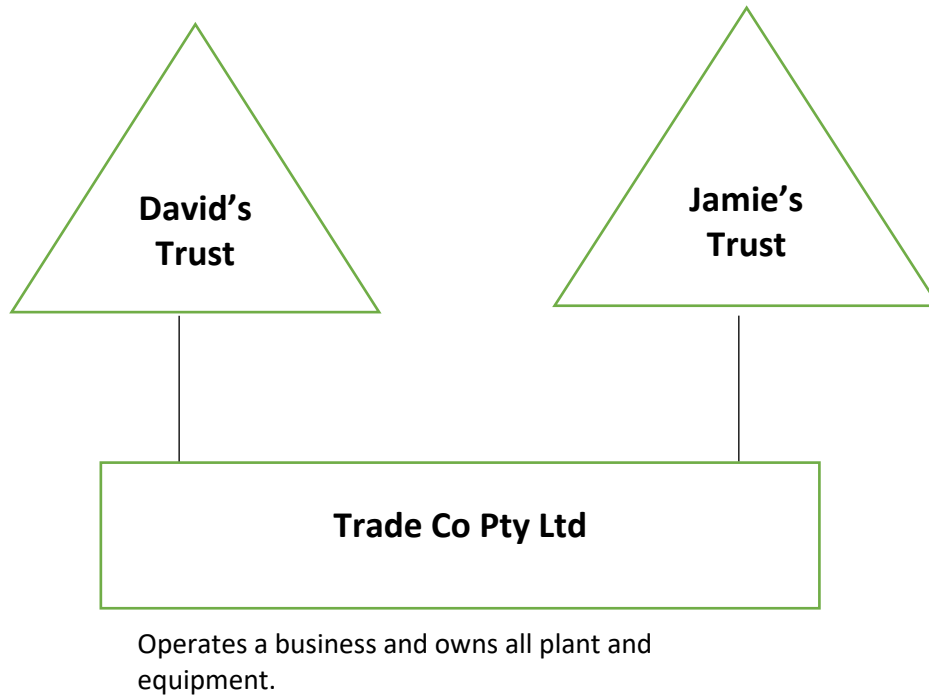 David’s
Trust
Jamie’s
Trust
Trade Co Pty Ltd
Operates a business and owns all plant and
equipment.